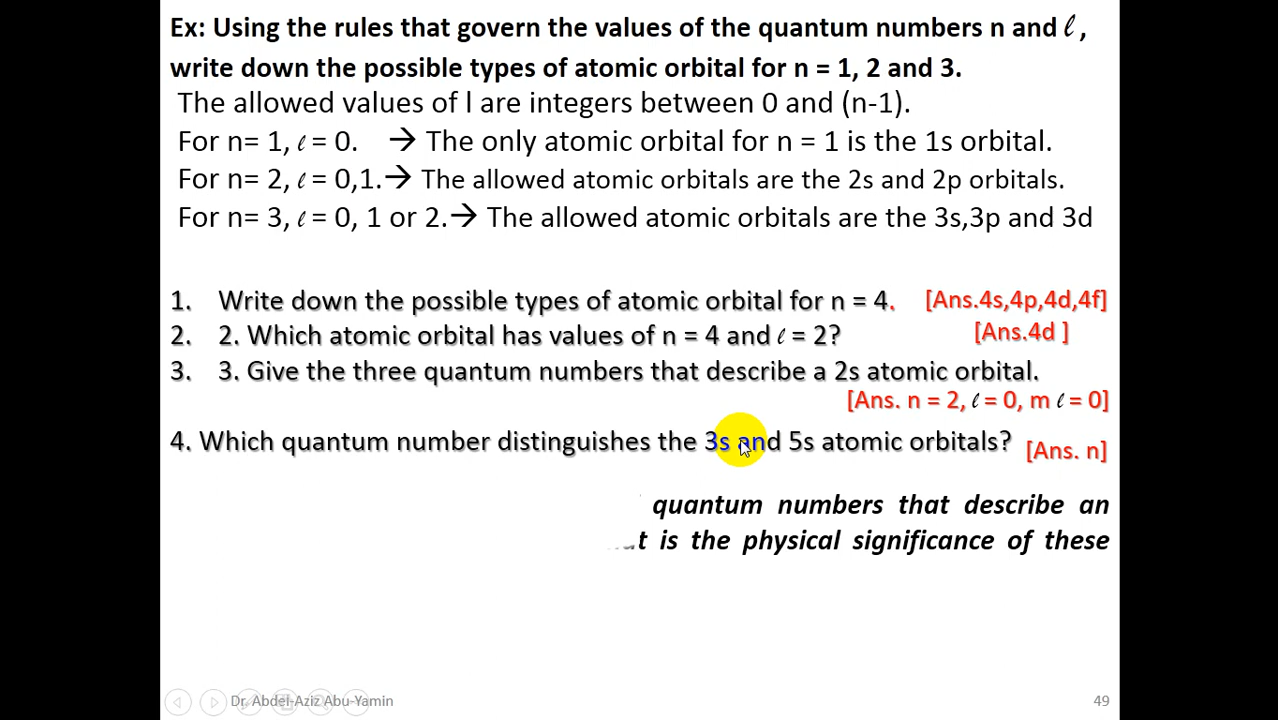 Ex: Using the rules that govern the values of the quantum numbers n and ℓ ,
write down the possible types of atomic orbital for n = 1, 2 and 3.
The allowed values of l are integers between 0 and (n-1).
For n= 1, ℓ = 0. → The only atomic orbital for n = 1 is the 1s orbital.
For n= 2, ℓ = 0,1.→ The allowed atomic orbitals are the 2s and 2p orbitals.
For n= 3, ℓ = 0, 1 or 2.→ The allowed atomic orbitals are the 3s,3p and 3d
1. Write down the possible types of atomic orbital for n = 4. [Ans.4s,4p,4d,4f]
2. 2. Which atomic orbital has values of n = 4 and ℓ = 2? [Ans.4d ]
3. 3. Give the three quantum numbers that describe a 2s atomic orbital.
[Ans. n = 2, ℓ = 0, m ℓ = 0]
4. Which quantum number distinguishes the 3s and 5s atomic orbitals? [Ans. n]
quantum numbers that describe an
is the physical significance of these
Dr. Abdel-Aziz Abu-Yamin
49